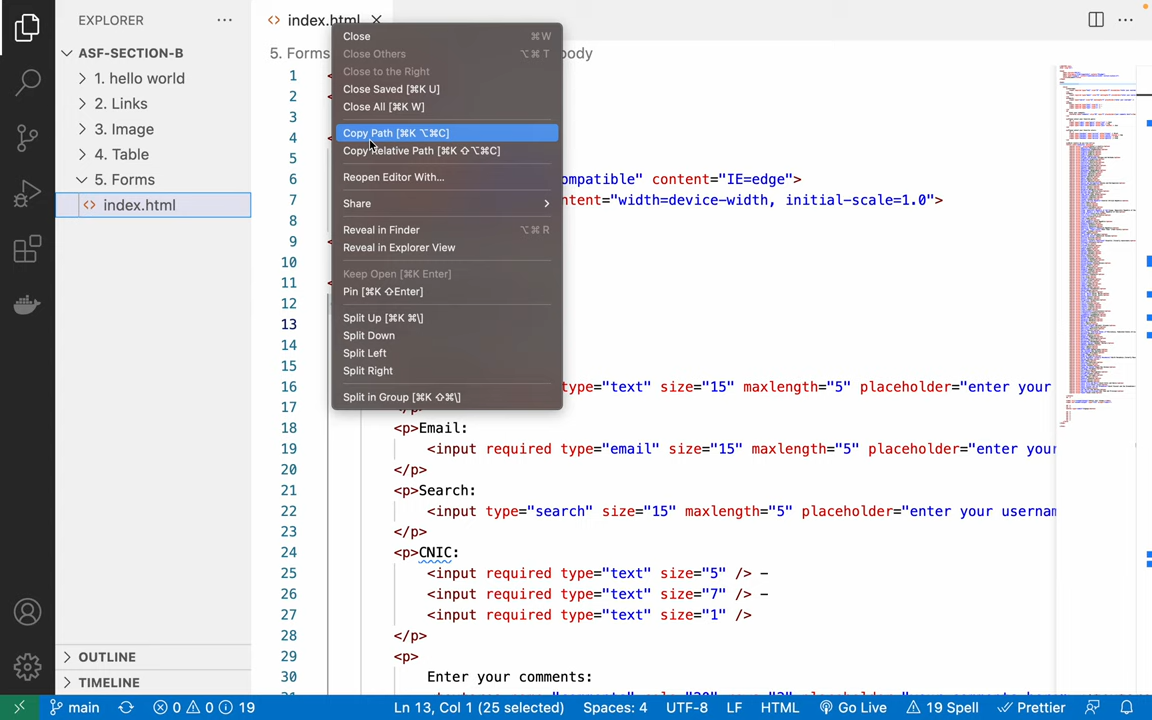 EXPLORER
ASF-SECTION-B
1. hello world
2. Links
3. Image
4. Table
5. Forms
index.html
OUTLINE
TIMELINE
index.html
5. Forms
body
Close ⌘W
Close Others ⌥⌘T
Close to the Right
Close Saved [⌘K U]
Close All [⌘K W]
Copy Path [⌘K ⌥⌘C]
Copy Relative Path [⌘K ⇧⌥⌘C]
Reopen Editor With...
Share
Reveal in Finder ⌥⌘R
Reveal in Explorer View
Keep Open [⌘K Enter]
Pin [⌘K ⇧Enter]
Split Up [⌘K ⌘\]
Split Down
Split Left
Split Right
Split in Group [⌘K ⇧⌘\]
1 <
2 <
3
4 <
5
6 ompatible" content="IE=edge">
7 ntent="width=device-width, initial-scale=1.0">
8
9 <
10
11 <
12
13
14
15
16 type="text" size="15" maxlength="5" placeholder="enter your
17 </p>
18 <p>Email:
19 <input required type="email" size="15" maxlength="5" placeholder="enter your
20 </p>
21 <p>Search:
22 <input type="search" size="15" maxlength="5" placeholder="enter your usernam
23 </p>
24 <p>CNIC:
25 <input required type="text" size="5" /> -
26 <input required type="text" size="7" /> -
27 <input required type="text" size="1" />
28 </p>
29 <p>
30 Enter your comments:
main 0 0 19 Ln 13, Col 1 (25 selected) Spaces: 4 UTF-8 LF HTML Go Live 19 Spell Prettier